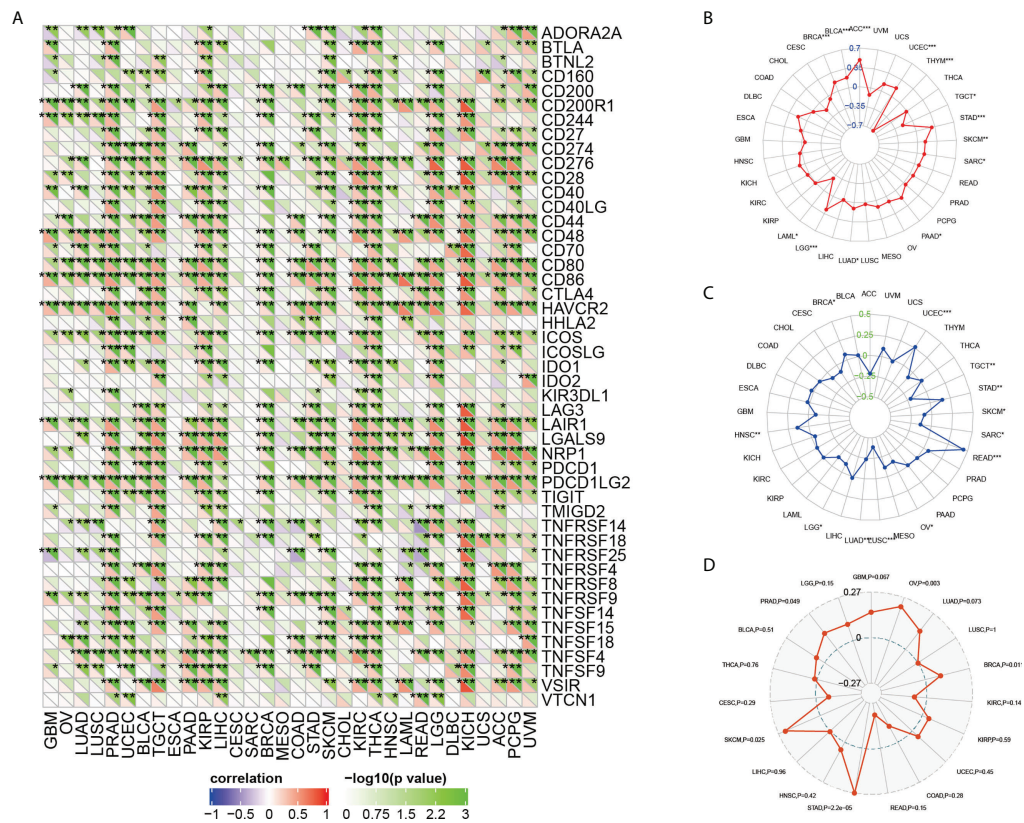 A
ADORA2A
BTLA
BTNL2
CD160
CD200
CD200R1
CD244
CD27
CD274
CD276
CD28
CD40
CD40LG
CD44
CD48
CD70
CD80
CD86
CTLA4
HAVCR2
HHLA2
ICOS
ICOSLG
IDO1
IDO2
KIR3DL1
LAG3
LAIR1
LGALS9
NRP1
PDCD1
PDCD1LG2
TIGIT
TMIGD2
TNFRSF14
TNFRSF18
TNFRSF25
TNFRSF4
TNFRSF8
TNFRSF9
TNFSF14
TNFSF15
TNFSF18
TNFSF4
TNFSF9
VSIR
VTCN1
GBM
OV
LUAD
LUSC
PRAD
UCEC
BLCA
TGCT
ESCA
PAAD
KIRP
LIHC
CESC
SARC
BRCA
MESO
COAD
STAD
SKCM
CHOL
KIRC
THCA
HNSC
LAML
READ
LGG
DLBC
KICH
UCS
ACC
PCPG
UVM
correlation
−1 −0.5 0 0.5 1
−log10(p value)
0 1 2 3
B
ACC***
UVM
UCS
UCEC***
THYM***
THCA
TGCT*
STAD***
SKCM**
SARC*
READ
PRAD
PCPG
PAAD*
OV
MESO
LUSC
LUAD*
LIHC
LGG***
LAML*
KIRP
KIRC
KICH
HNSC
GBM
ESCA
DLBC
COAD
CHOL
CESC
BRCA***
BLCA***
0.7
0.35
0
−0.35
−0.7
C
ACC
UVM
UCS
UCEC***
THYM
THCA
TGCT**
STAD**
SKCM*
SARC*
READ***
PRAD
PCPG
PAAD
OV*
MESO
LUSC***
LUAD**
LIHC
LGG*
LAML
KIRP
KIRC
KICH
HNSC**
GBM
ESCA
DLBC
COAD
CHOL
CESC
BRCA*
BLCA
0.5
0.25
0
−0.25
−0.5
D
GBM,P=0.067
OV,P=0.003
LUAD,P=0.073
LUSC,P=1
BRCA,P=0.011
KIRC,P=0.14
KIRP,P=0.59
UCEC,P=0.45
COAD,P=0.28
READ,P=0.15
STAD,P=2.2e−05
HNSC,P=0.42
LIHC,P=0.96
SKCM,P=0.025
CESC,P=0.29
THCA,P=0.76
BLCA,P=0.51
PRAD,P=0.049
LGG,P=0.15
0.27
0
−0.27